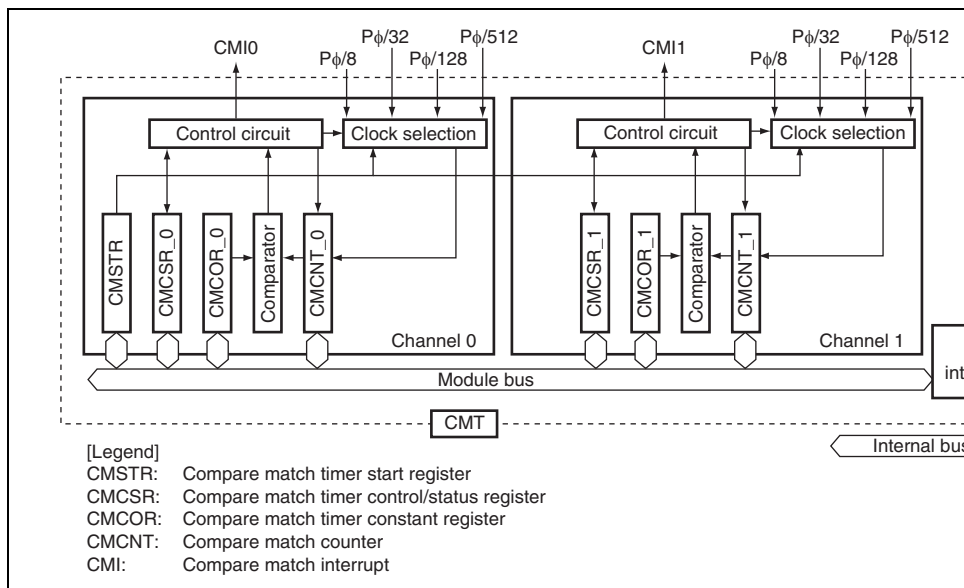 CMI0
Pϕ/8
Pϕ/32
Pϕ/128
Pϕ/512
CMI1
Pϕ/8
Pϕ/32
Pϕ/128
Pϕ/512
Control circuit
Clock selection
Control circuit
Clock selection
CMSTR
CMCSR_0
CMCOR_0
Comparator
CMCNT_0
CMCSR_1
CMCOR_1
Comparator
CMCNT_1
Channel 0
Channel 1
Module bus
int
CMT
Internal bus
[Legend]
CMSTR: Compare match timer start register
CMCSR: Compare match timer control/status register
CMCOR: Compare match timer constant register
CMCNT: Compare match counter
CMI: Compare match interrupt